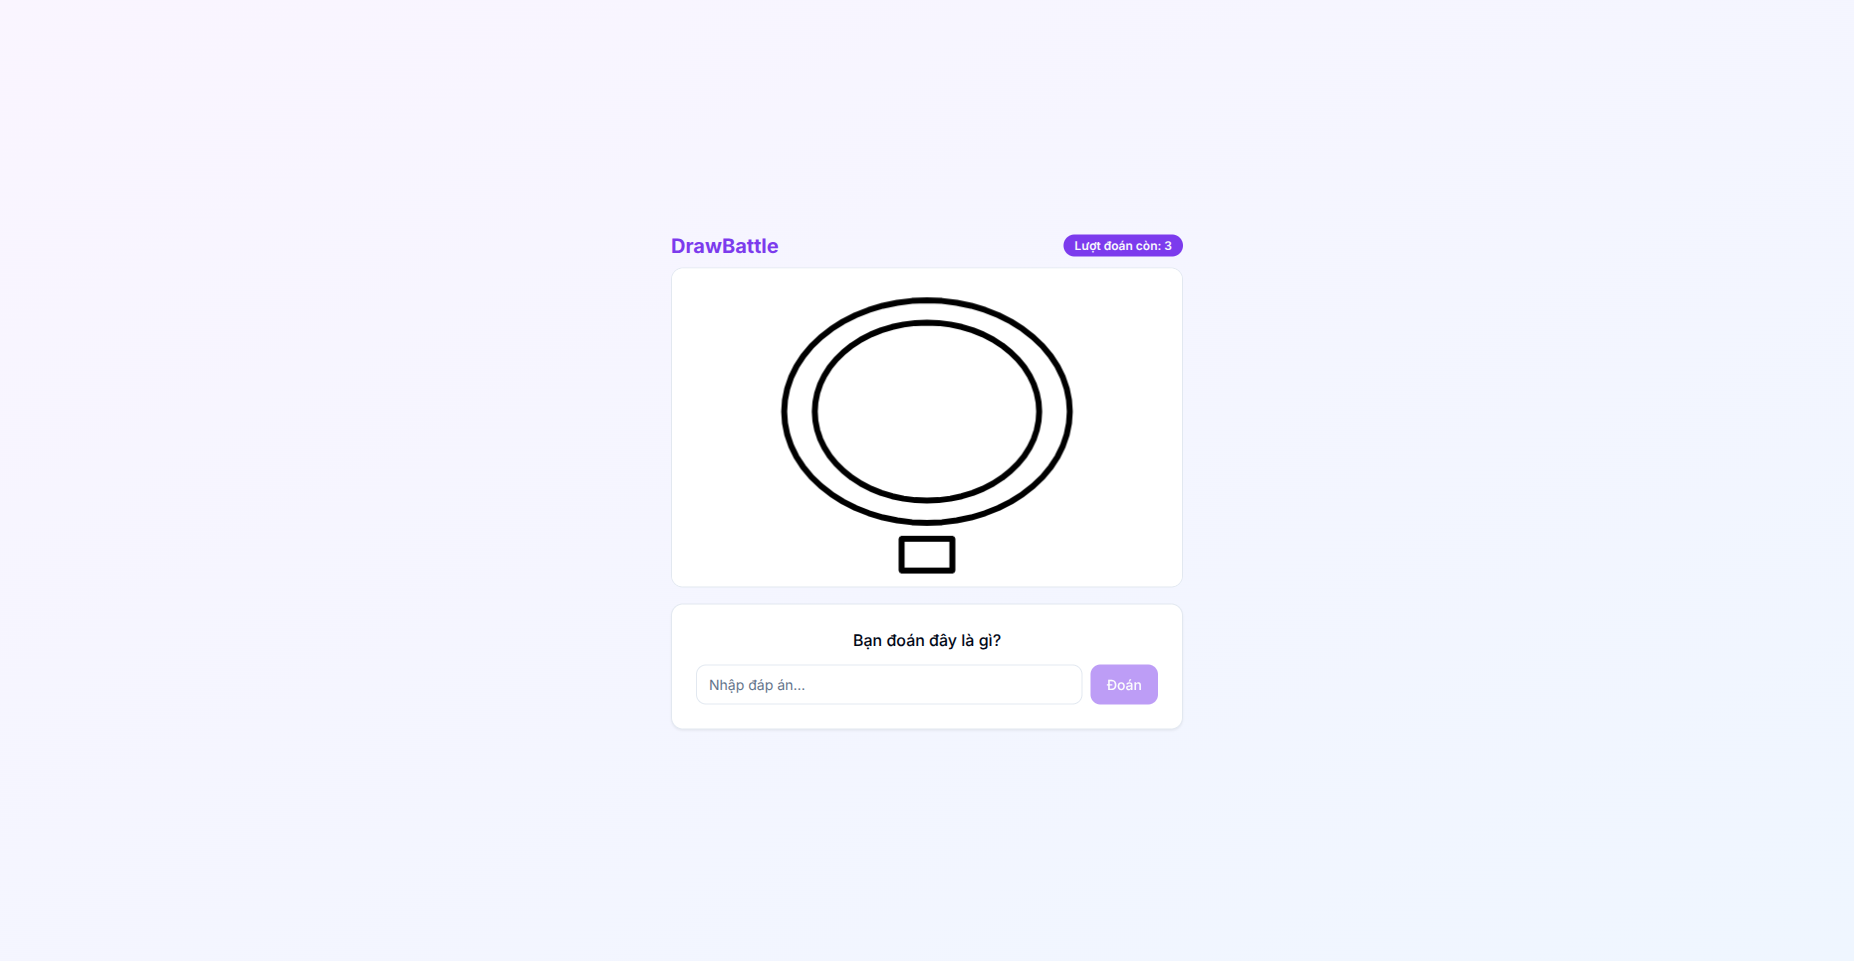 DrawBattle
Lượt đoán còn: 3
Bạn đoán đây là gì?
Nhập đáp án...
Đoán